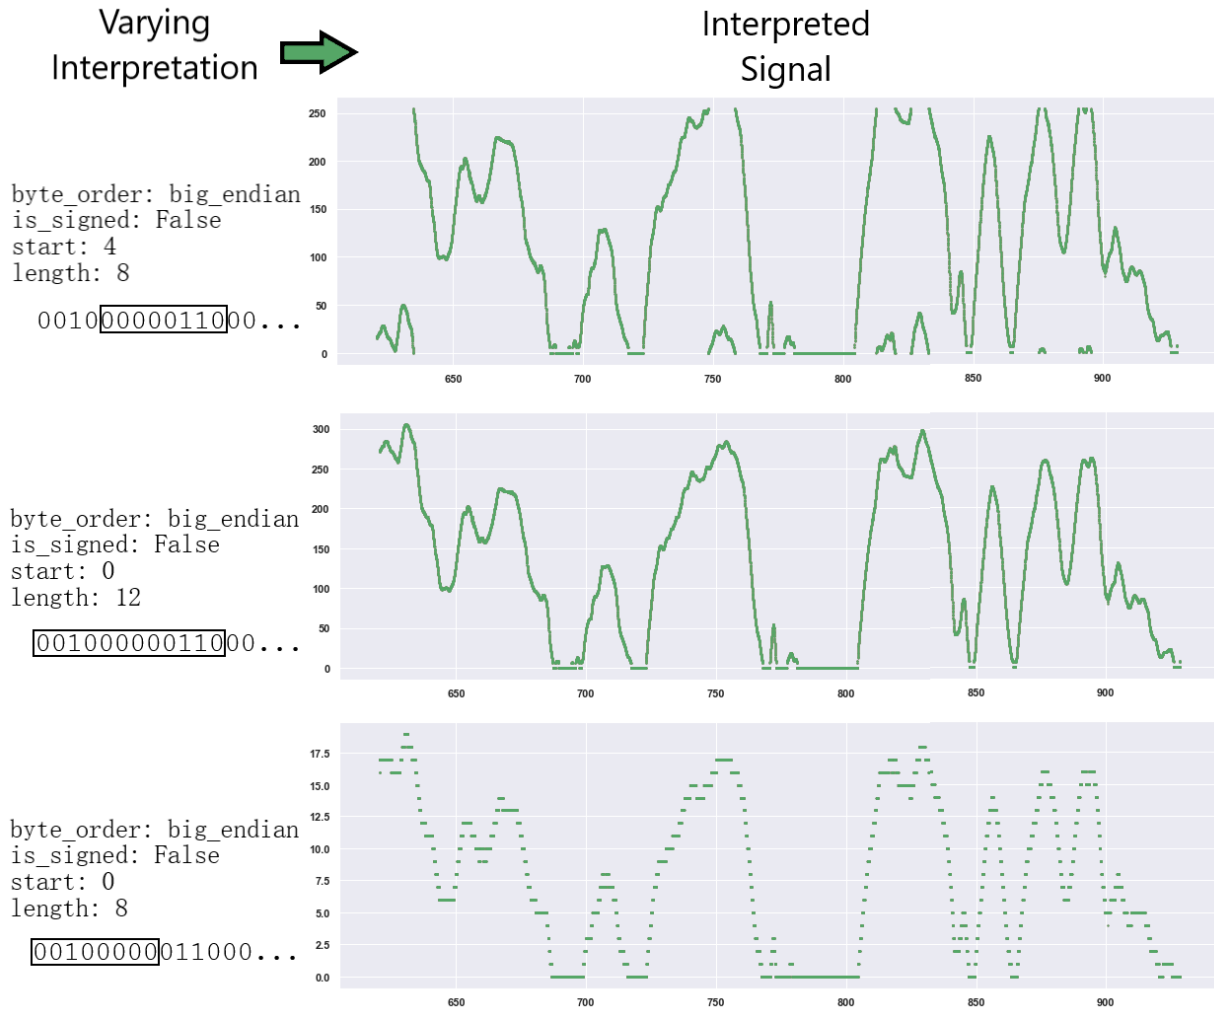 Varying
Interpretation
Interpreted
Signal
250
200
150
100
50
0
650
700
750
800
850
900
byte_order: big_endian
is_signed: False
start: 4
length: 8
00100000011000...
300
250
200
150
100
50
0
650
700
750
800
850
900
byte_order: big_endian
is_signed: False
start: 0
length: 12
00100000011000...
17.5
15.0
12.5
10.0
7.5
5.0
2.5
0.0
650
700
750
800
850
900
byte_order: big_endian
is_signed: False
start: 0
length: 8
00100000011000...